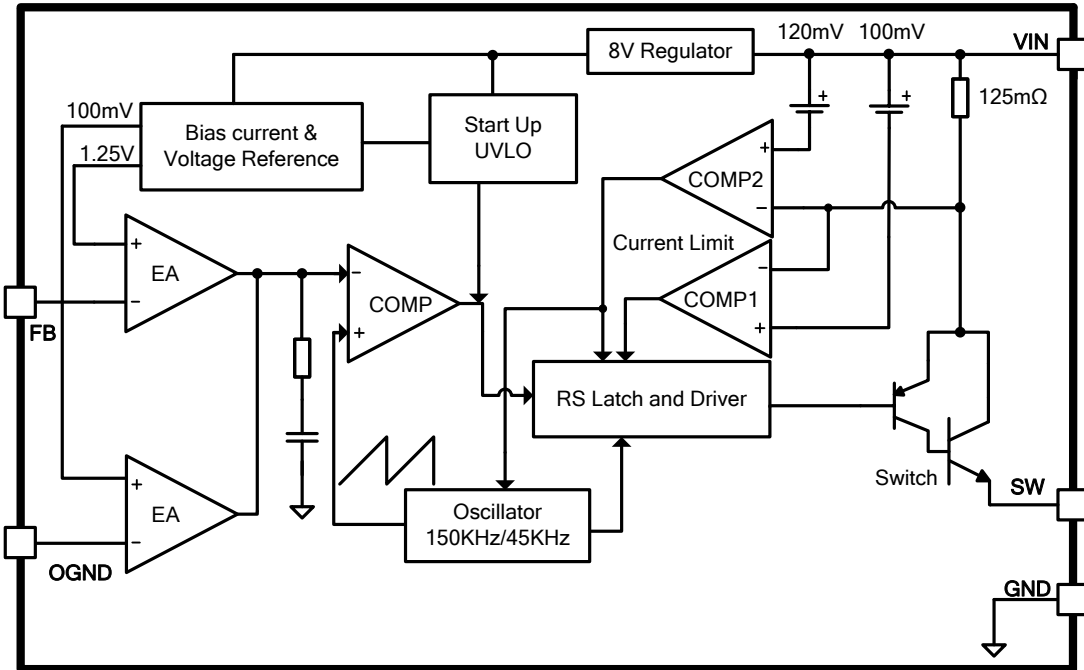 120mV
100mV
VIN
8V Regulator
125mΩ
100mV
Bias current &
Voltage Reference
Start Up
UVLO
1.25V
+
+
+
COMP2
−
+
EA
−
Current Limit
−
COMP
+
−
COMP1
+
FB
RS Latch and Driver
+
EA
−
Switch
SW
Oscillator
150KHz/45KHz
OGND
GND